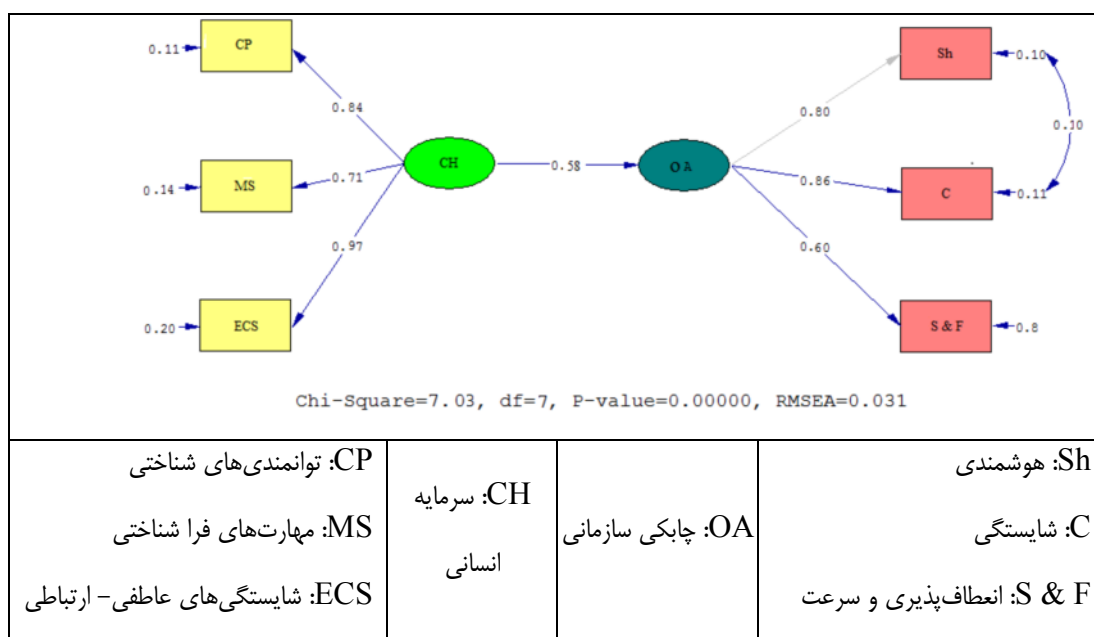 0.11
CP
0.84
0.14
MS
0.71
0.97
0.20
ECS
CH
0.58
OA
0.80
0.86
0.60
Sh
0.10
0.10
C
0.11
S & F
0.8
Chi-Square=7.03, df=7, P-value=0.00000, RMSEA=0.031
Sh: هوشمندی
C: شایستگی
S & F: انعطاف‌پذیری و سرعت
OA: چابکی سازمانی
CH: سرمایه
انسانی
CP: توانمندی‌های شناختی
MS: مهارت‌های فرا شناختی
ECS: شایستگی‌های عاطفی- ارتباطی